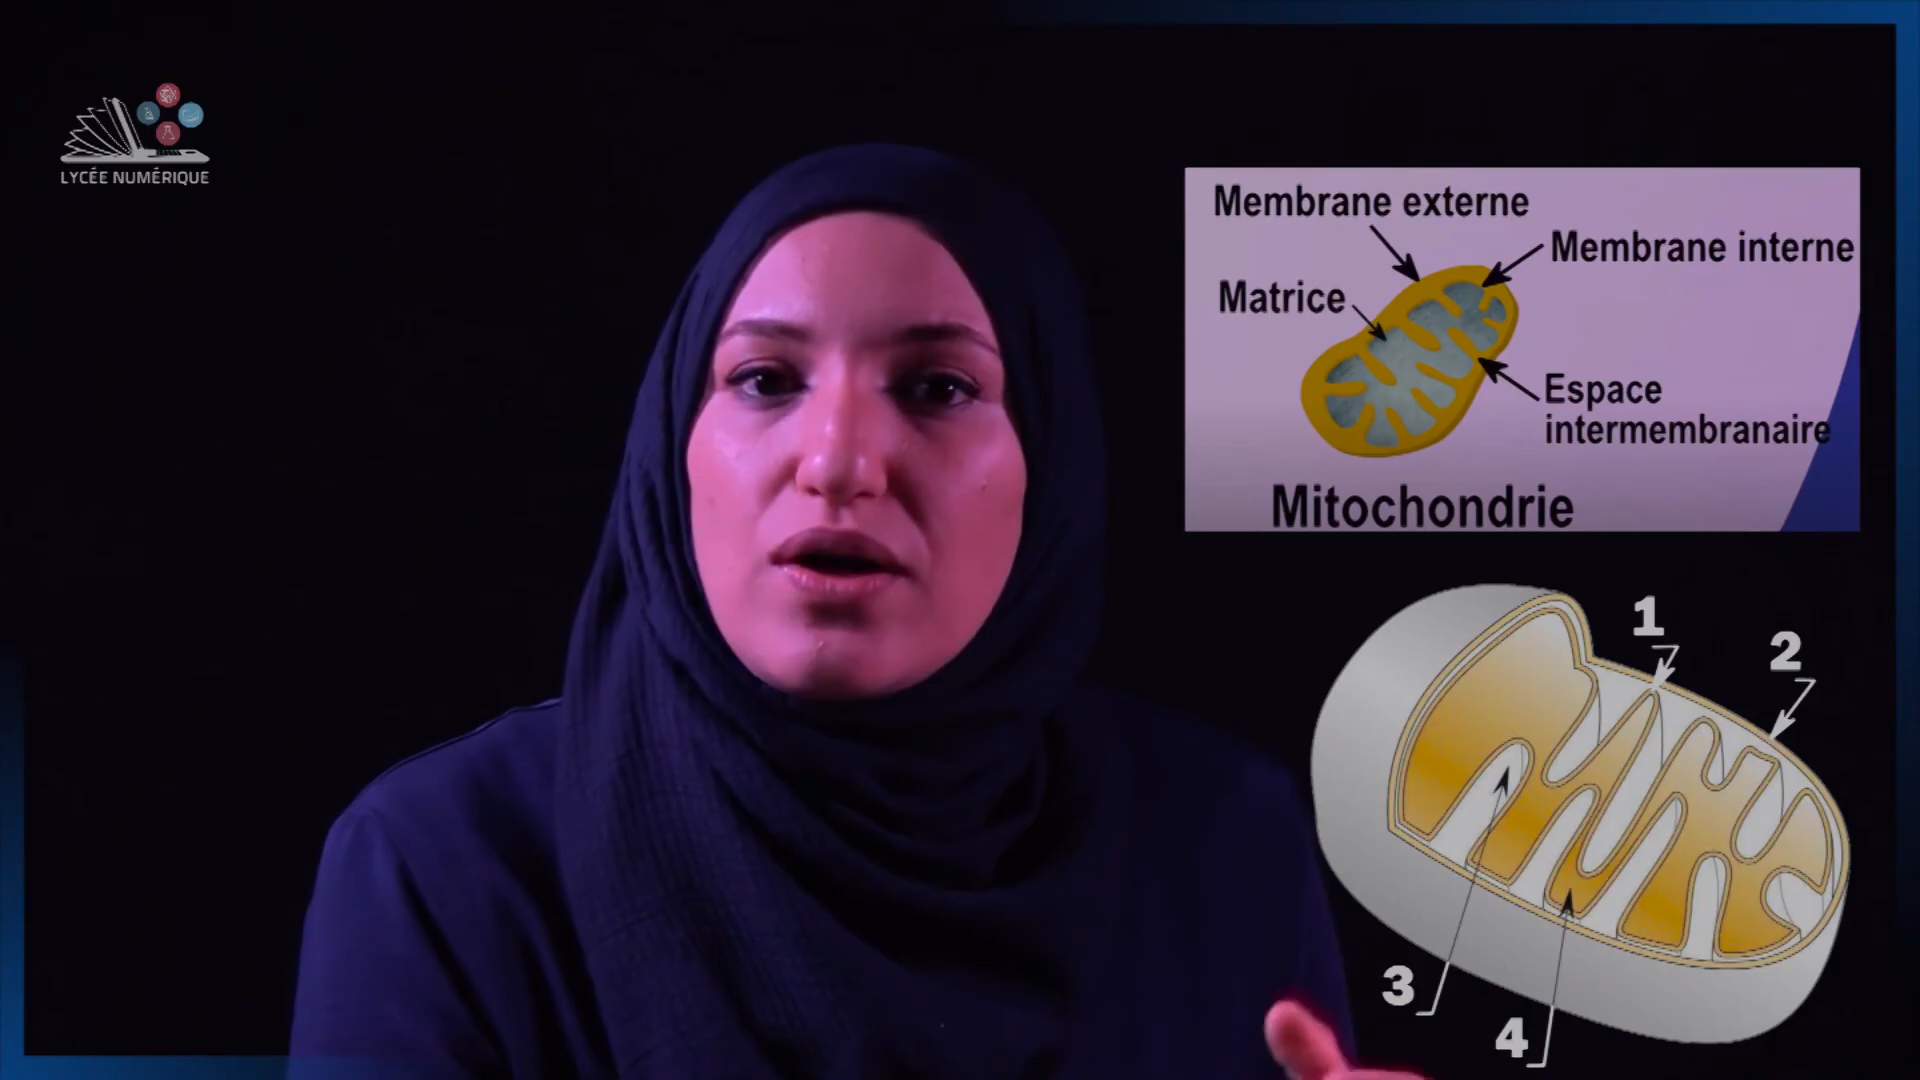 LYCÉE NUMÉRIQUE
Membrane externe
Membrane interne
Matrice
Espace
intermembranaire
Mitochondrie
1
2
3
4